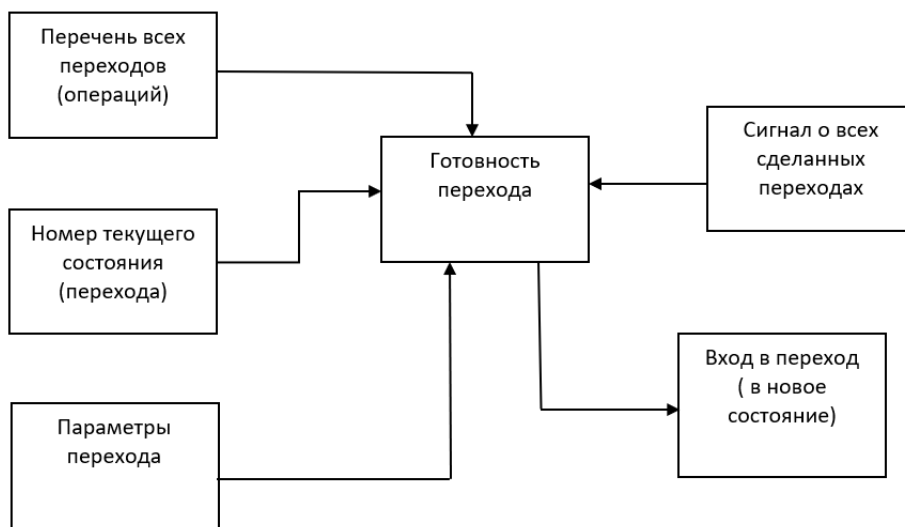 Перечень всех
переходов
(операций)
Готовность
перехода
Сигнал о всех
сделанных
переходах
Номер текущего
состояния
(перехода)
Вход в переход
( в новое
состояние)
Параметры
перехода